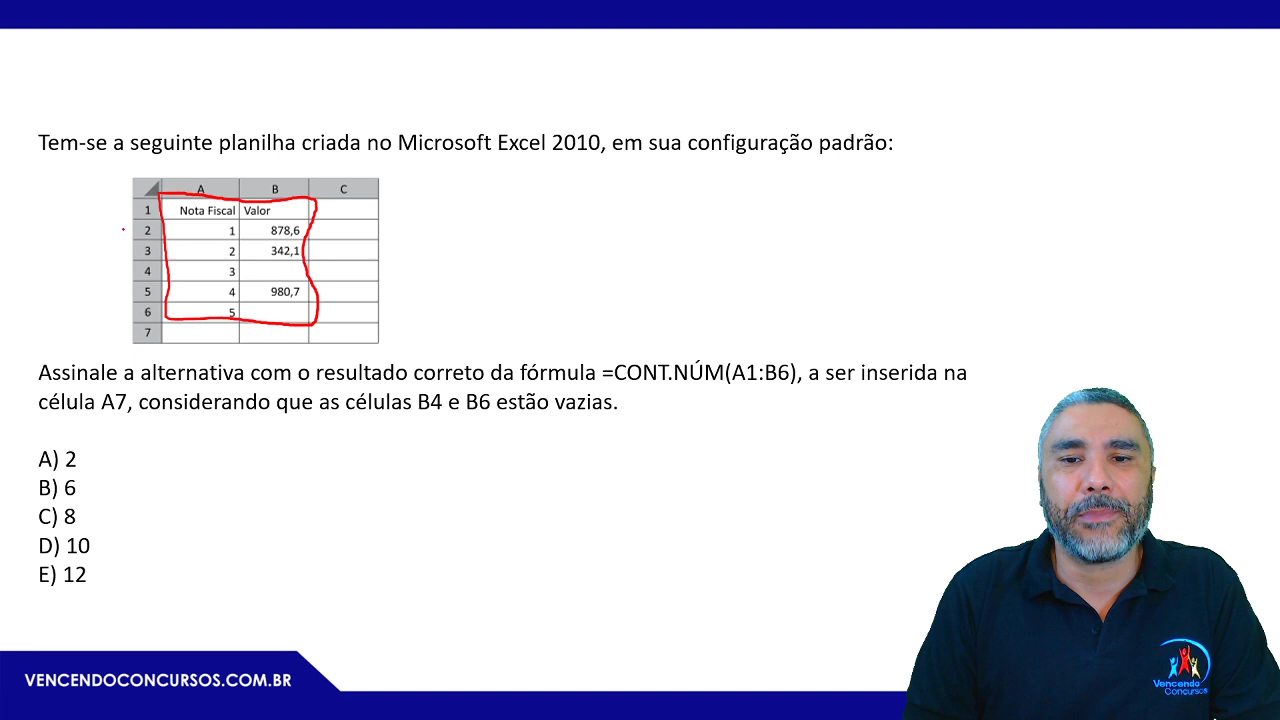 Tem-se a seguinte planilha criada no Microsoft Excel 2010, em sua configuração padrão:
A B C
1 Nota Fiscal Valor
2 1 878,6
3 2 342,1
4 3
5 4 980,7
6 5
7
Assinale a alternativa com o resultado correto da fórmula =CONT.NÚM(A1:B6), a ser inserida na
célula A7, considerando que as células B4 e B6 estão vazias.
A) 2
B) 6
C) 8
D) 10
E) 12
VENCENDOCONCURSOS.COM.BR
Vencendo
Concursos